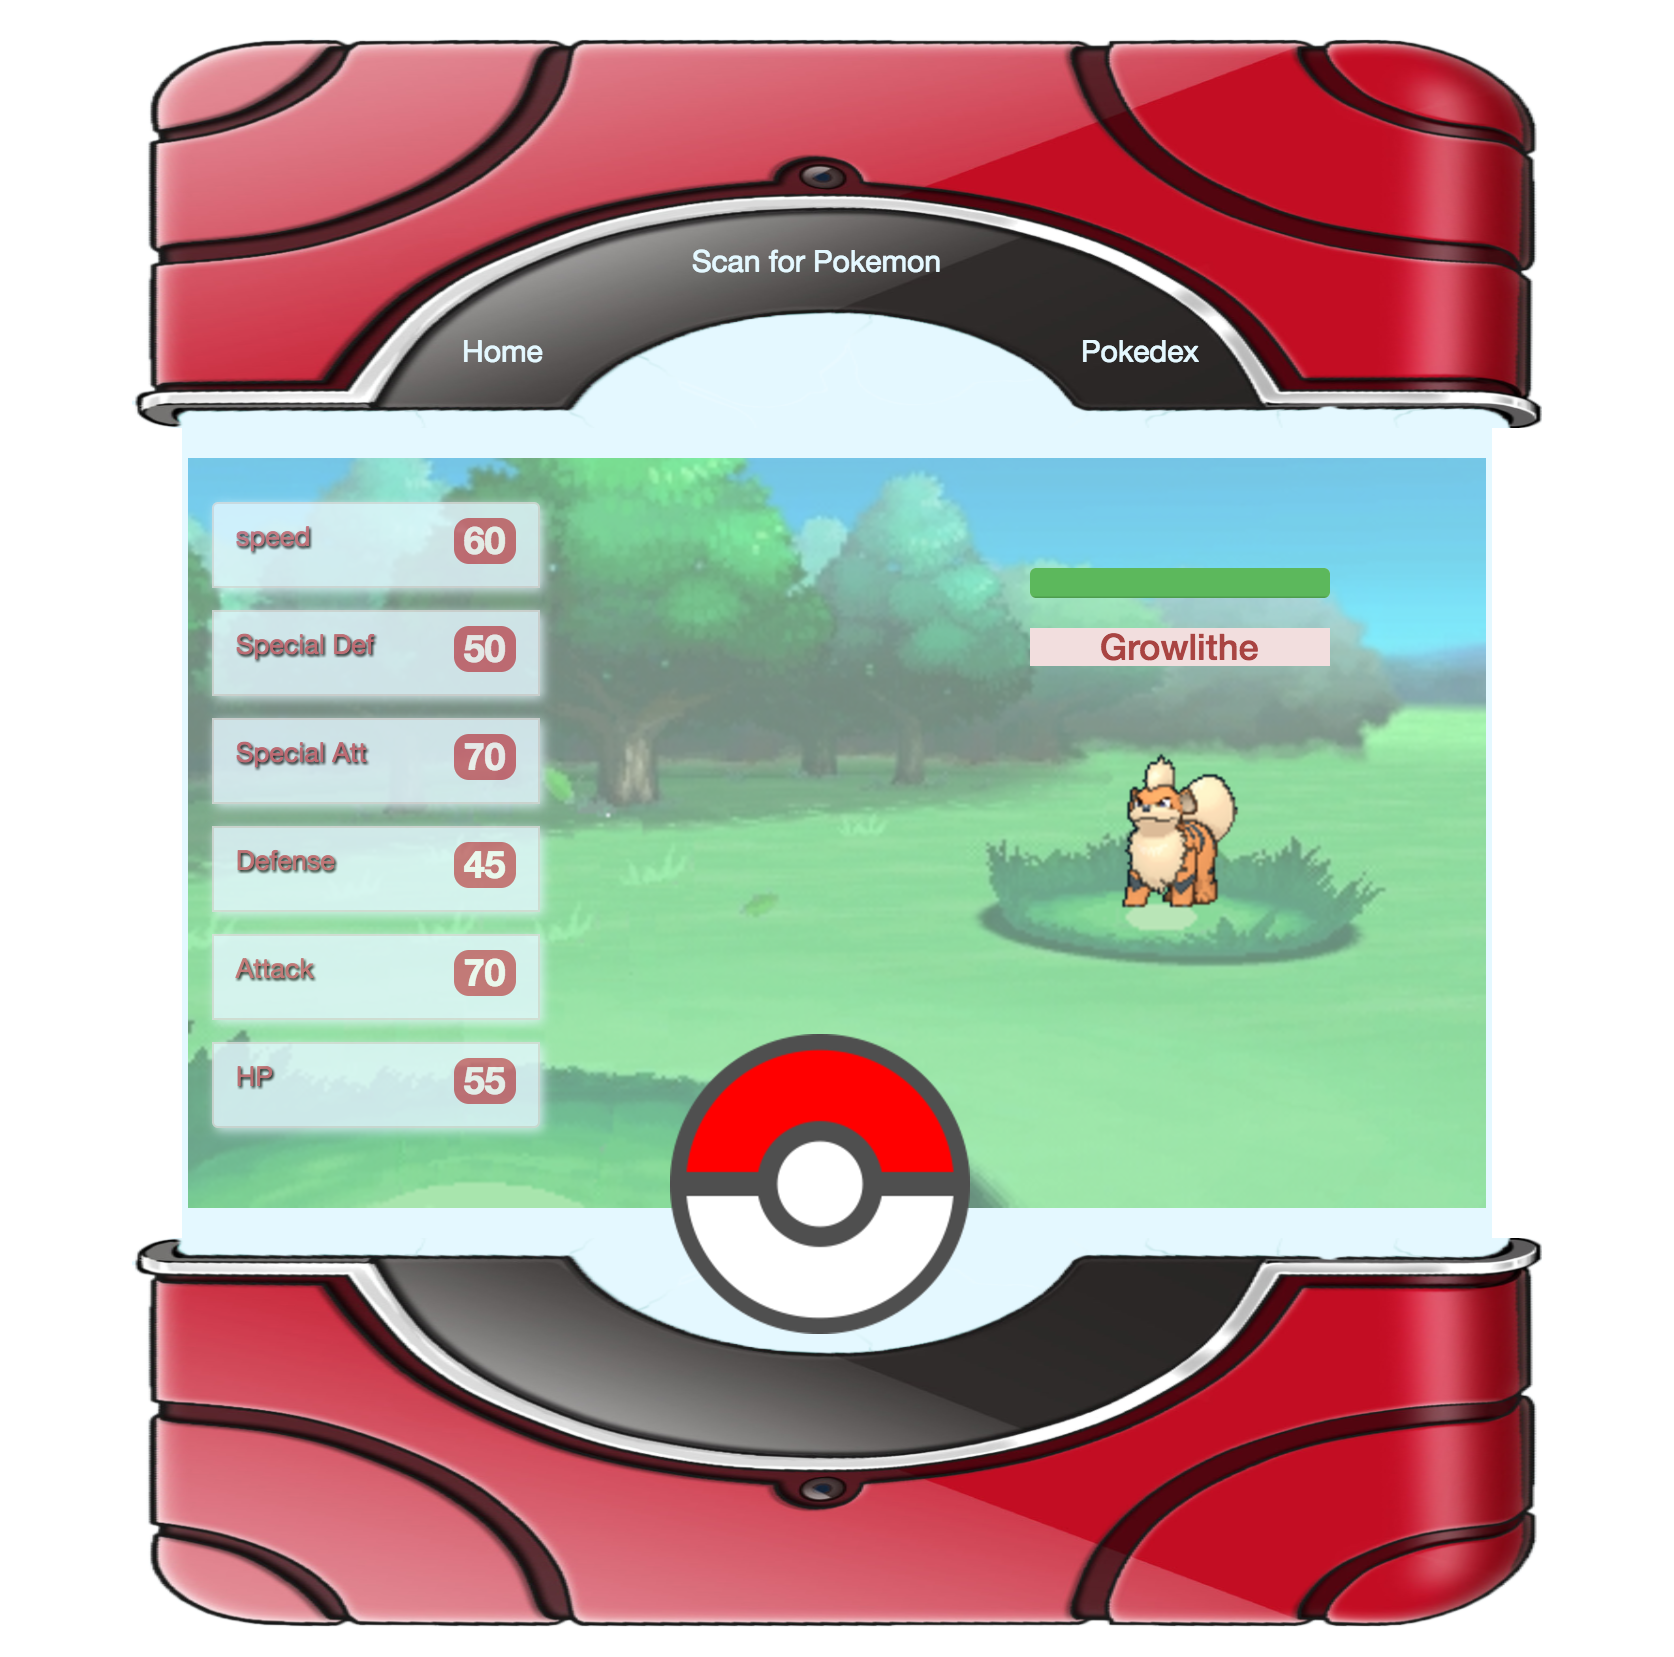 Scan for Pokemon
Home
Pokedex
speed 60
Special Def 50
Special Att 70
Defense 45
Attack 70
HP 55
Growlithe